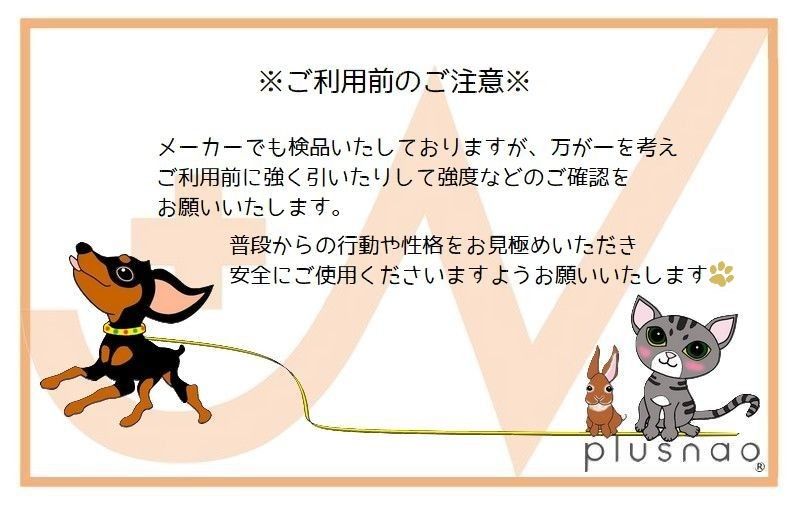 ※ご利用前のご注意※
メーカーでも検品いたしておりますが、万が一を考え
ご利用前に強く引いたりして強度などのご確認を
お願いいたします。
普段からの行動や性格をお見極めいただき
安全にご使用くださいますようお願いいたします
plusnao®